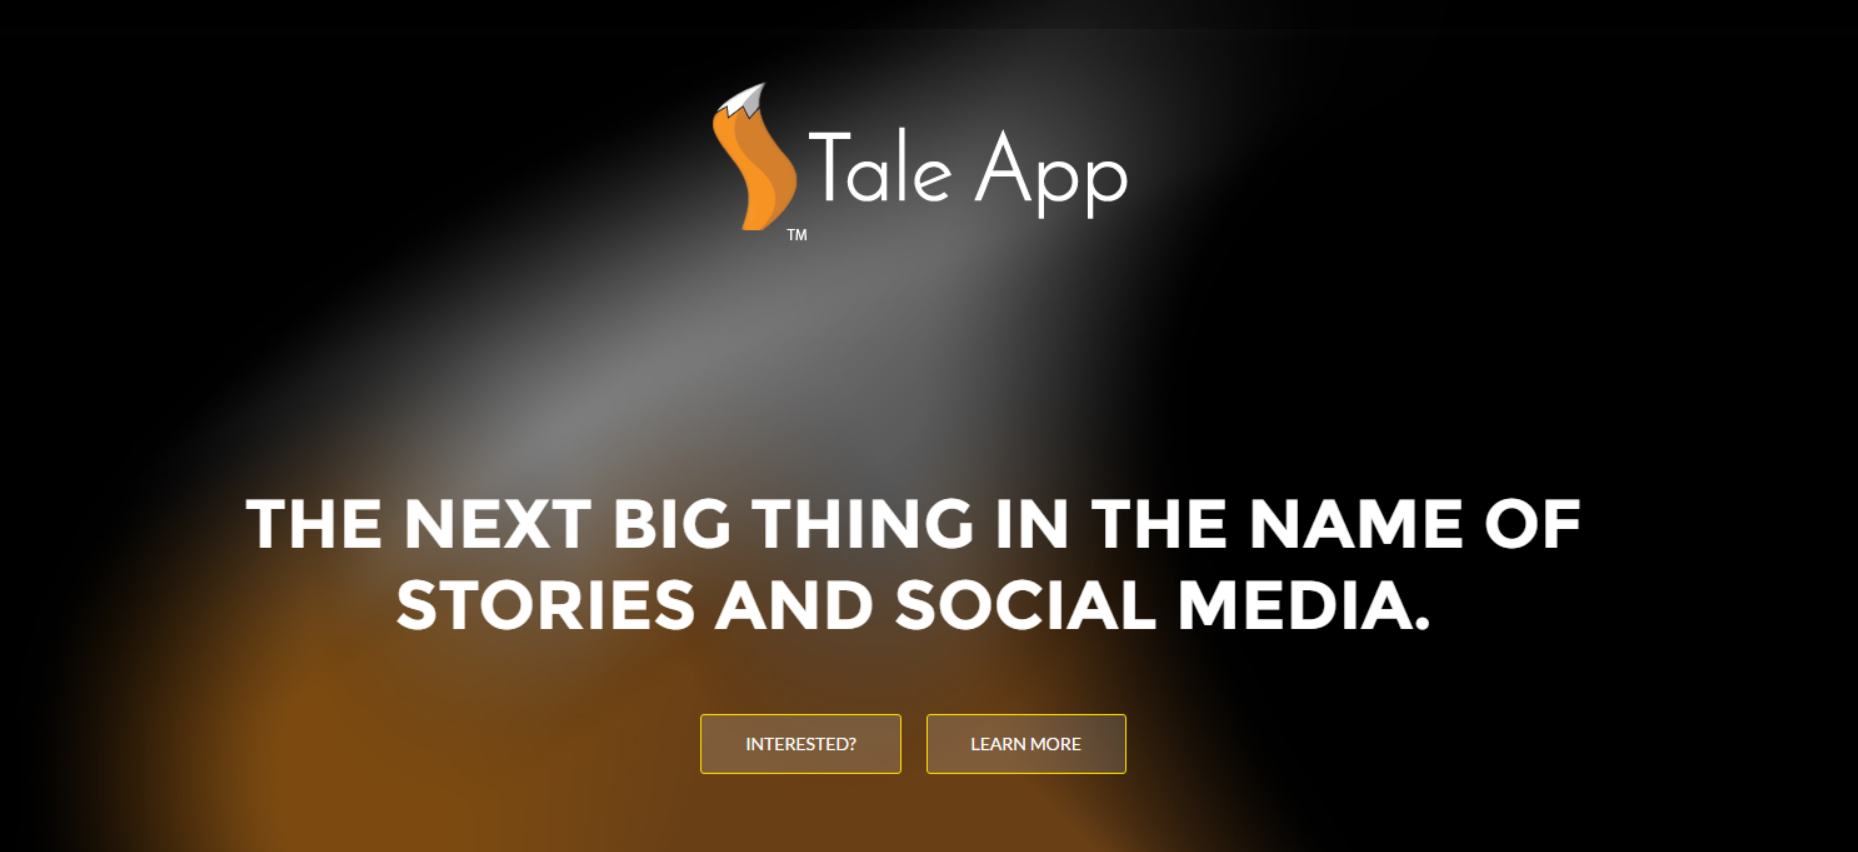 Tale App
TM
THE NEXT BIG THING IN THE NAME OF
STORIES AND SOCIAL MEDIA.
INTERESTED?
LEARN MORE